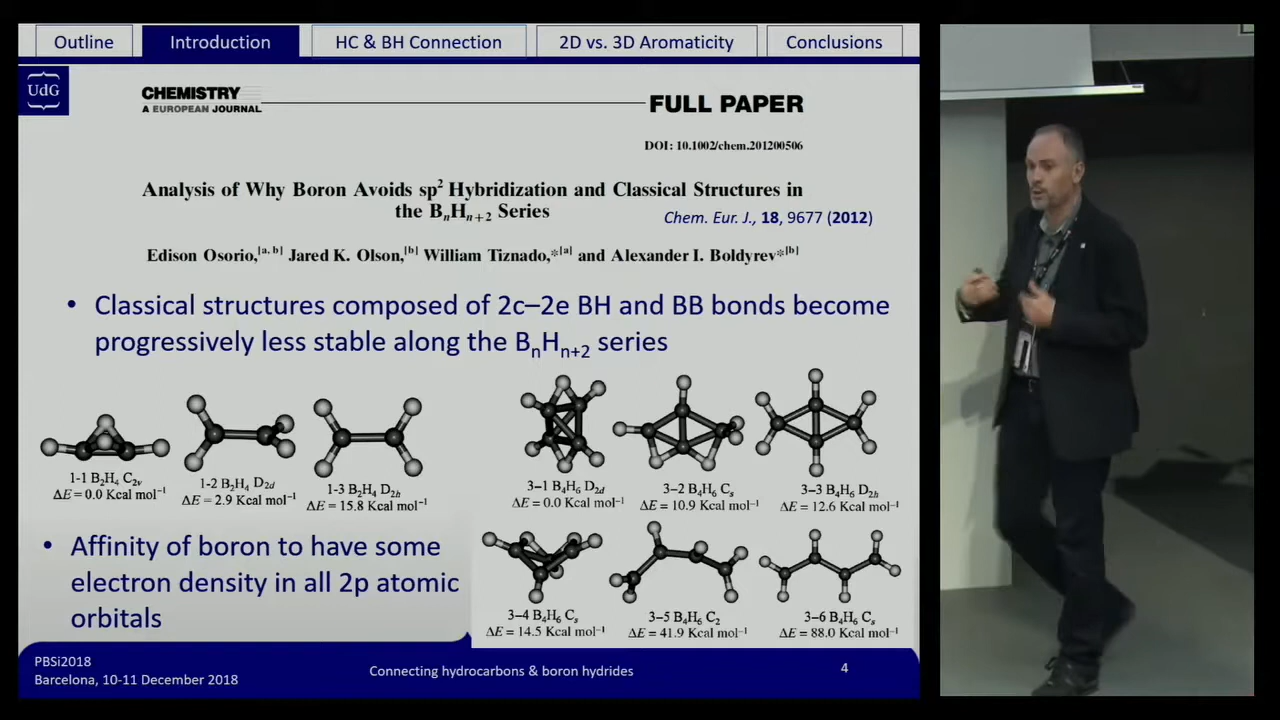 Outline
Introduction
HC & BH Connection
2D vs. 3D Aromaticity
Conclusions
UdG
CHEMISTRY
A EUROPEAN JOURNAL
FULL PAPER
DOI: 10.1002/chem.201200506
Analysis of Why Boron Avoids sp² Hybridization and Classical Structures in
the BₙHₙ₊₂ Series
Chem. Eur. J., 18, 9677 (2012)
Edison Osorio,[a, b] Jared K. Olson,[b] William Tiznado,*[a] and Alexander I. Boldyrev*[b]
• Classical structures composed of 2c–2e BH and BB bonds become
progressively less stable along the BₙHₙ₊₂ series
1-1 B₂H₄ C₂ᵥ
ΔE = 0.0 Kcal mol⁻¹
1-2 B₂H₄ D₂d
ΔE = 2.9 Kcal mol⁻¹
1-3 B₂H₄ D₂h
ΔE = 15.8 Kcal mol⁻¹
3–1 B₄H₆ D₂d
ΔE = 0.0 Kcal mol⁻¹
3–2 B₄H₆ Cs
ΔE = 10.9 Kcal mol⁻¹
3–3 B₄H₆ D₂h
ΔE = 12.6 Kcal mol⁻¹
• Affinity of boron to have some
electron density in all 2p atomic
orbitals
3–4 B₄H₆ Cs
ΔE = 14.5 Kcal mol⁻¹
3–5 B₄H₆ C₂
ΔE = 41.9 Kcal mol⁻¹
3–6 B₄H₆ Cs
ΔE = 88.0 Kcal mol⁻¹
PBSi2018
Barcelona, 10-11 December 2018
Connecting hydrocarbons & boron hydrides
4